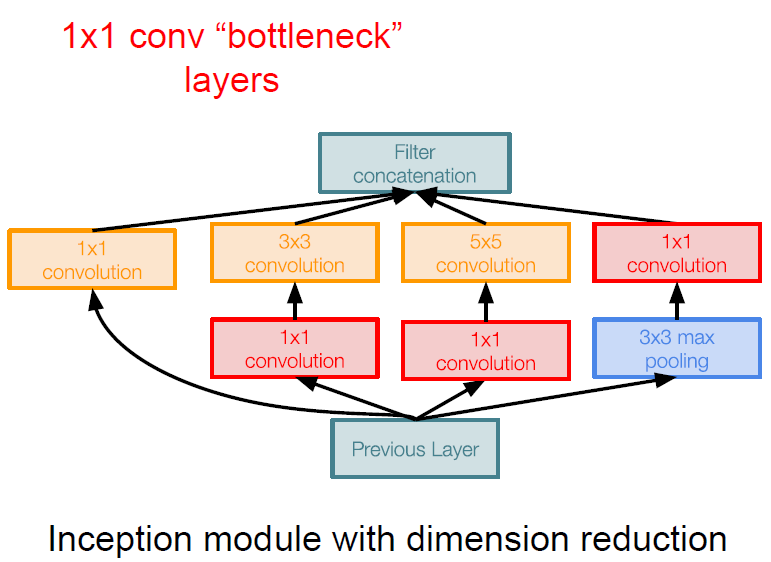 1x1 conv “bottleneck”
layers
Filter
concatenation
1x1
convolution
3x3
convolution
5x5
convolution
1x1
convolution
1x1
convolution
1x1
convolution
3x3 max
pooling
Previous Layer
Inception module with dimension reduction